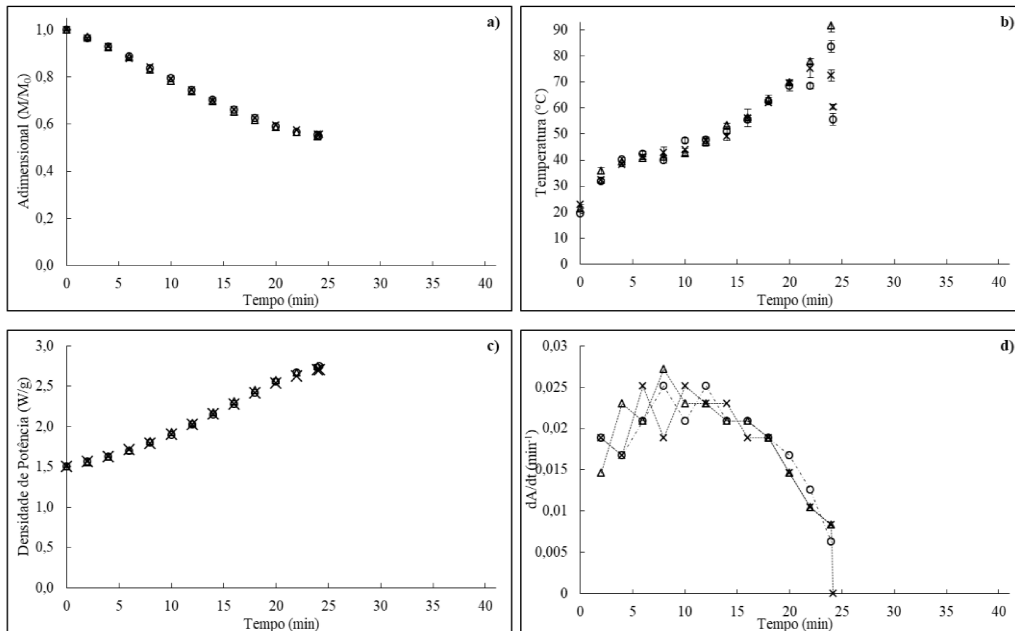 a)
Adimensional (M/M₀)
1,0
0,8
0,6
0,4
0,2
0,0
0 5 10 15 20 25 30 35 40
Tempo (min)
b)
Temperatura (°C)
90
80
70
60
50
40
30
20
10
0
0 5 10 15 20 25 30 35 40
Tempo (min)
c)
Densidade de Potência (W/g)
3,0
2,5
2,0
1,5
1,0
0,5
0,0
0 5 10 15 20 25 30 35 40
Tempo (min)
d)
dA/dt (min⁻¹)
0,03
0,025
0,02
0,015
0,01
0,005
0
0 5 10 15 20 25 30 35 40
Tempo (min)